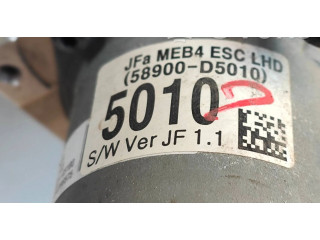 JFa MEB4 ESC LHD
(58900-D5010)
5010
S/W Ver JF 1.1